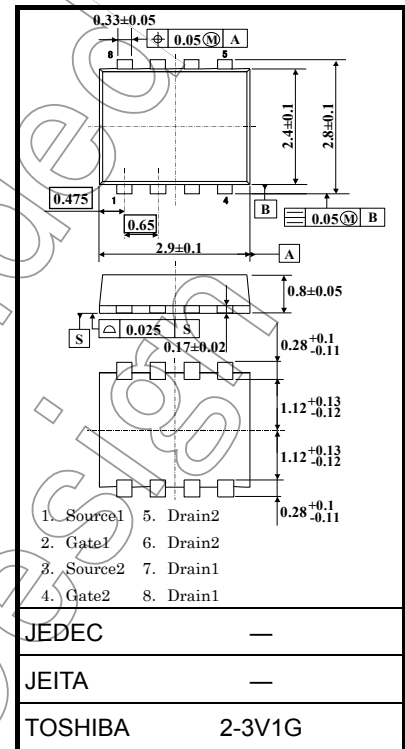 0.33±0.05
⌖ 0.05 Ⓜ A
8 5
2.4±0.1
2.8±0.1
0.475
1 4
B
0.65
⌯ 0.05 Ⓜ B
2.9±0.1
A
0.8±0.05
S
⌓ 0.025 S
0.17±0.02
0.28 +0.1 -0.11
1.12 +0.13 -0.12
1.12 +0.13 -0.12
0.28 +0.1 -0.11
1. Source1 5. Drain2
2. Gate1 6. Drain2
3. Source2 7. Drain1
4. Gate2 8. Drain1
JEDEC —
JEITA —
TOSHIBA 2-3V1G